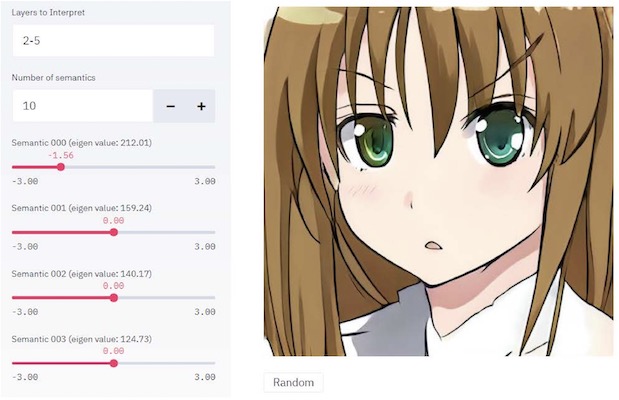 Layers to Interpret
2-5
Number of semantics
10
− +
Semantic 000 (eigen value: 212.01)
-1.56
-3.00 3.00
Semantic 001 (eigen value: 159.24)
0.00
-3.00 3.00
Semantic 002 (eigen value: 140.17)
0.00
-3.00 3.00
Semantic 003 (eigen value: 124.73)
0.00
-3.00 3.00
Random